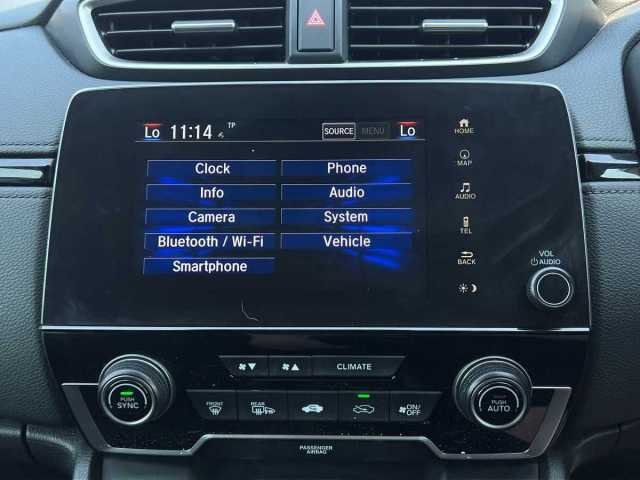 Lo 11:14 TP SOURCE MENU Lo
HOME
Clock Phone
MAP
Info Audio
AUDIO
Camera System
TEL
Bluetooth / Wi-Fi Vehicle
BACK
VOL
AUDIO
Smartphone
CLIMATE
PUSH
SYNC
FRONT
REAR
ON/
OFF
PUSH
AUTO
PASSENGER
AIRBAG